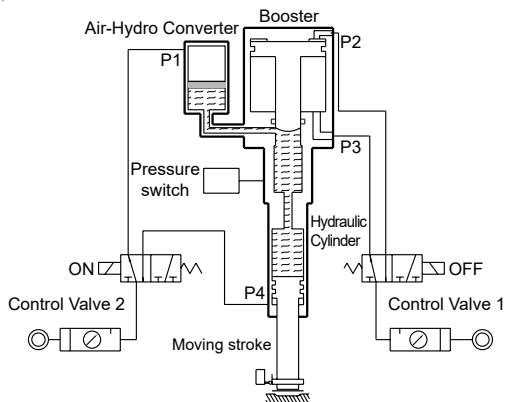 Booster
Air-Hydro Converter
P1
P2
P3
Pressure
switch
Hydraulic
Cylinder
ON
OFF
P4
Control Valve 2
Control Valve 1
Moving stroke